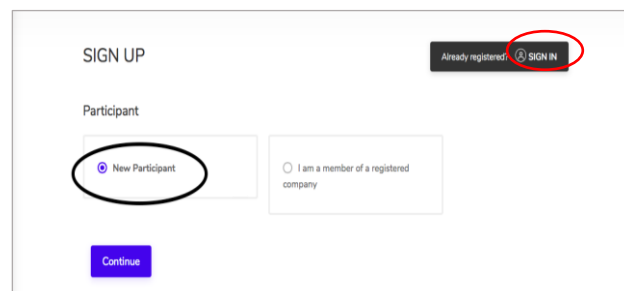 SIGN UP
Already registered? SIGN IN
Participant
New Participant
I am a member of a registered
company
Continue